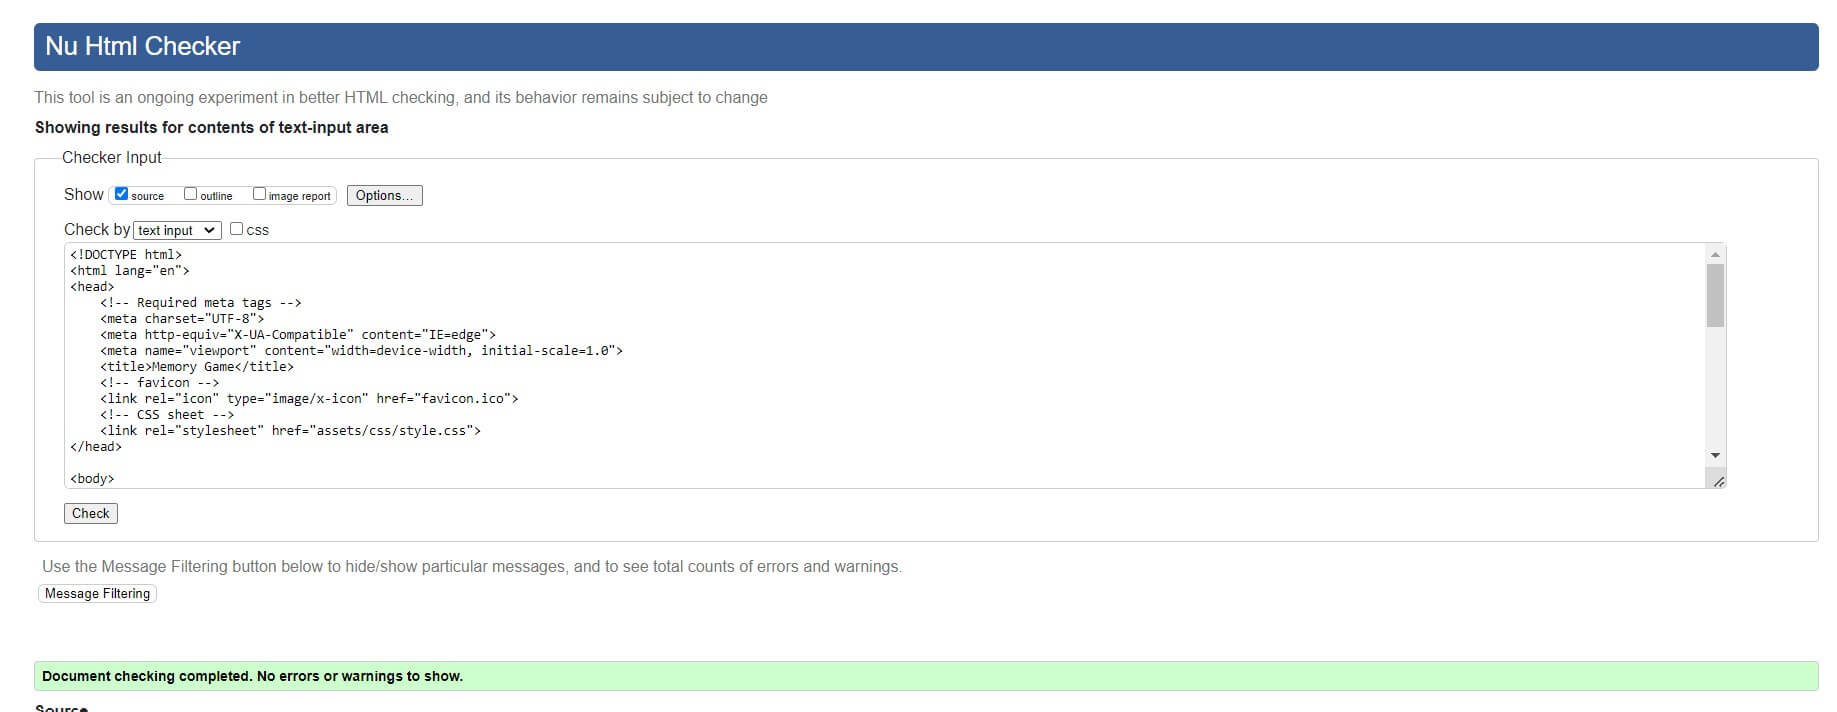 Nu Html Checker
This tool is an ongoing experiment in better HTML checking, and its behavior remains subject to change
Showing results for contents of text-input area
Checker Input
Show source outline image report Options...
Check by text input css
<!DOCTYPE html>
<html lang="en">
<head>
    <!-- Required meta tags -->
    <meta charset="UTF-8">
    <meta http-equiv="X-UA-Compatible" content="IE=edge">
    <meta name="viewport" content="width=device-width, initial-scale=1.0">
    <title>Memory Game</title>
    <!-- favicon -->
    <link rel="icon" type="image/x-icon" href="favicon.ico">
    <!-- CSS sheet -->
    <link rel="stylesheet" href="assets/css/style.css">
</head>
<body>
Check
Use the Message Filtering button below to hide/show particular messages, and to see total counts of errors and warnings.
Message Filtering
Document checking completed. No errors or warnings to show.
Source